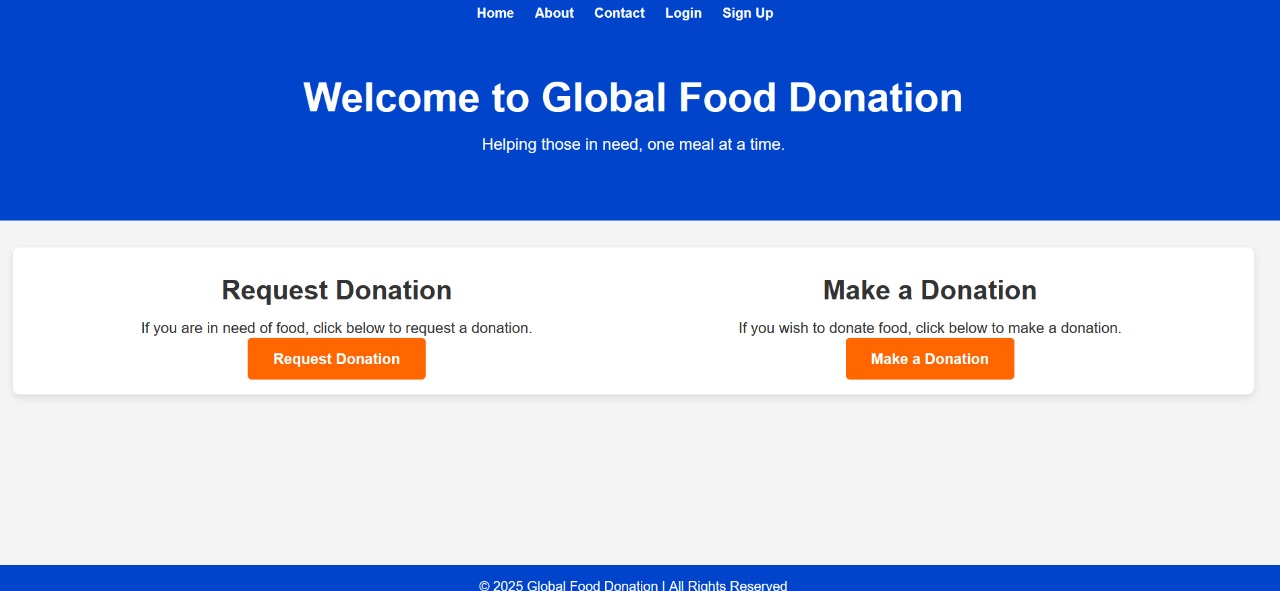 Home About Contact Login Sign Up
Welcome to Global Food Donation
Helping those in need, one meal at a time.
Request Donation
If you are in need of food, click below to request a donation.
Request Donation
Make a Donation
If you wish to donate food, click below to make a donation.
Make a Donation
© 2025 Global Food Donation | All Rights Reserved